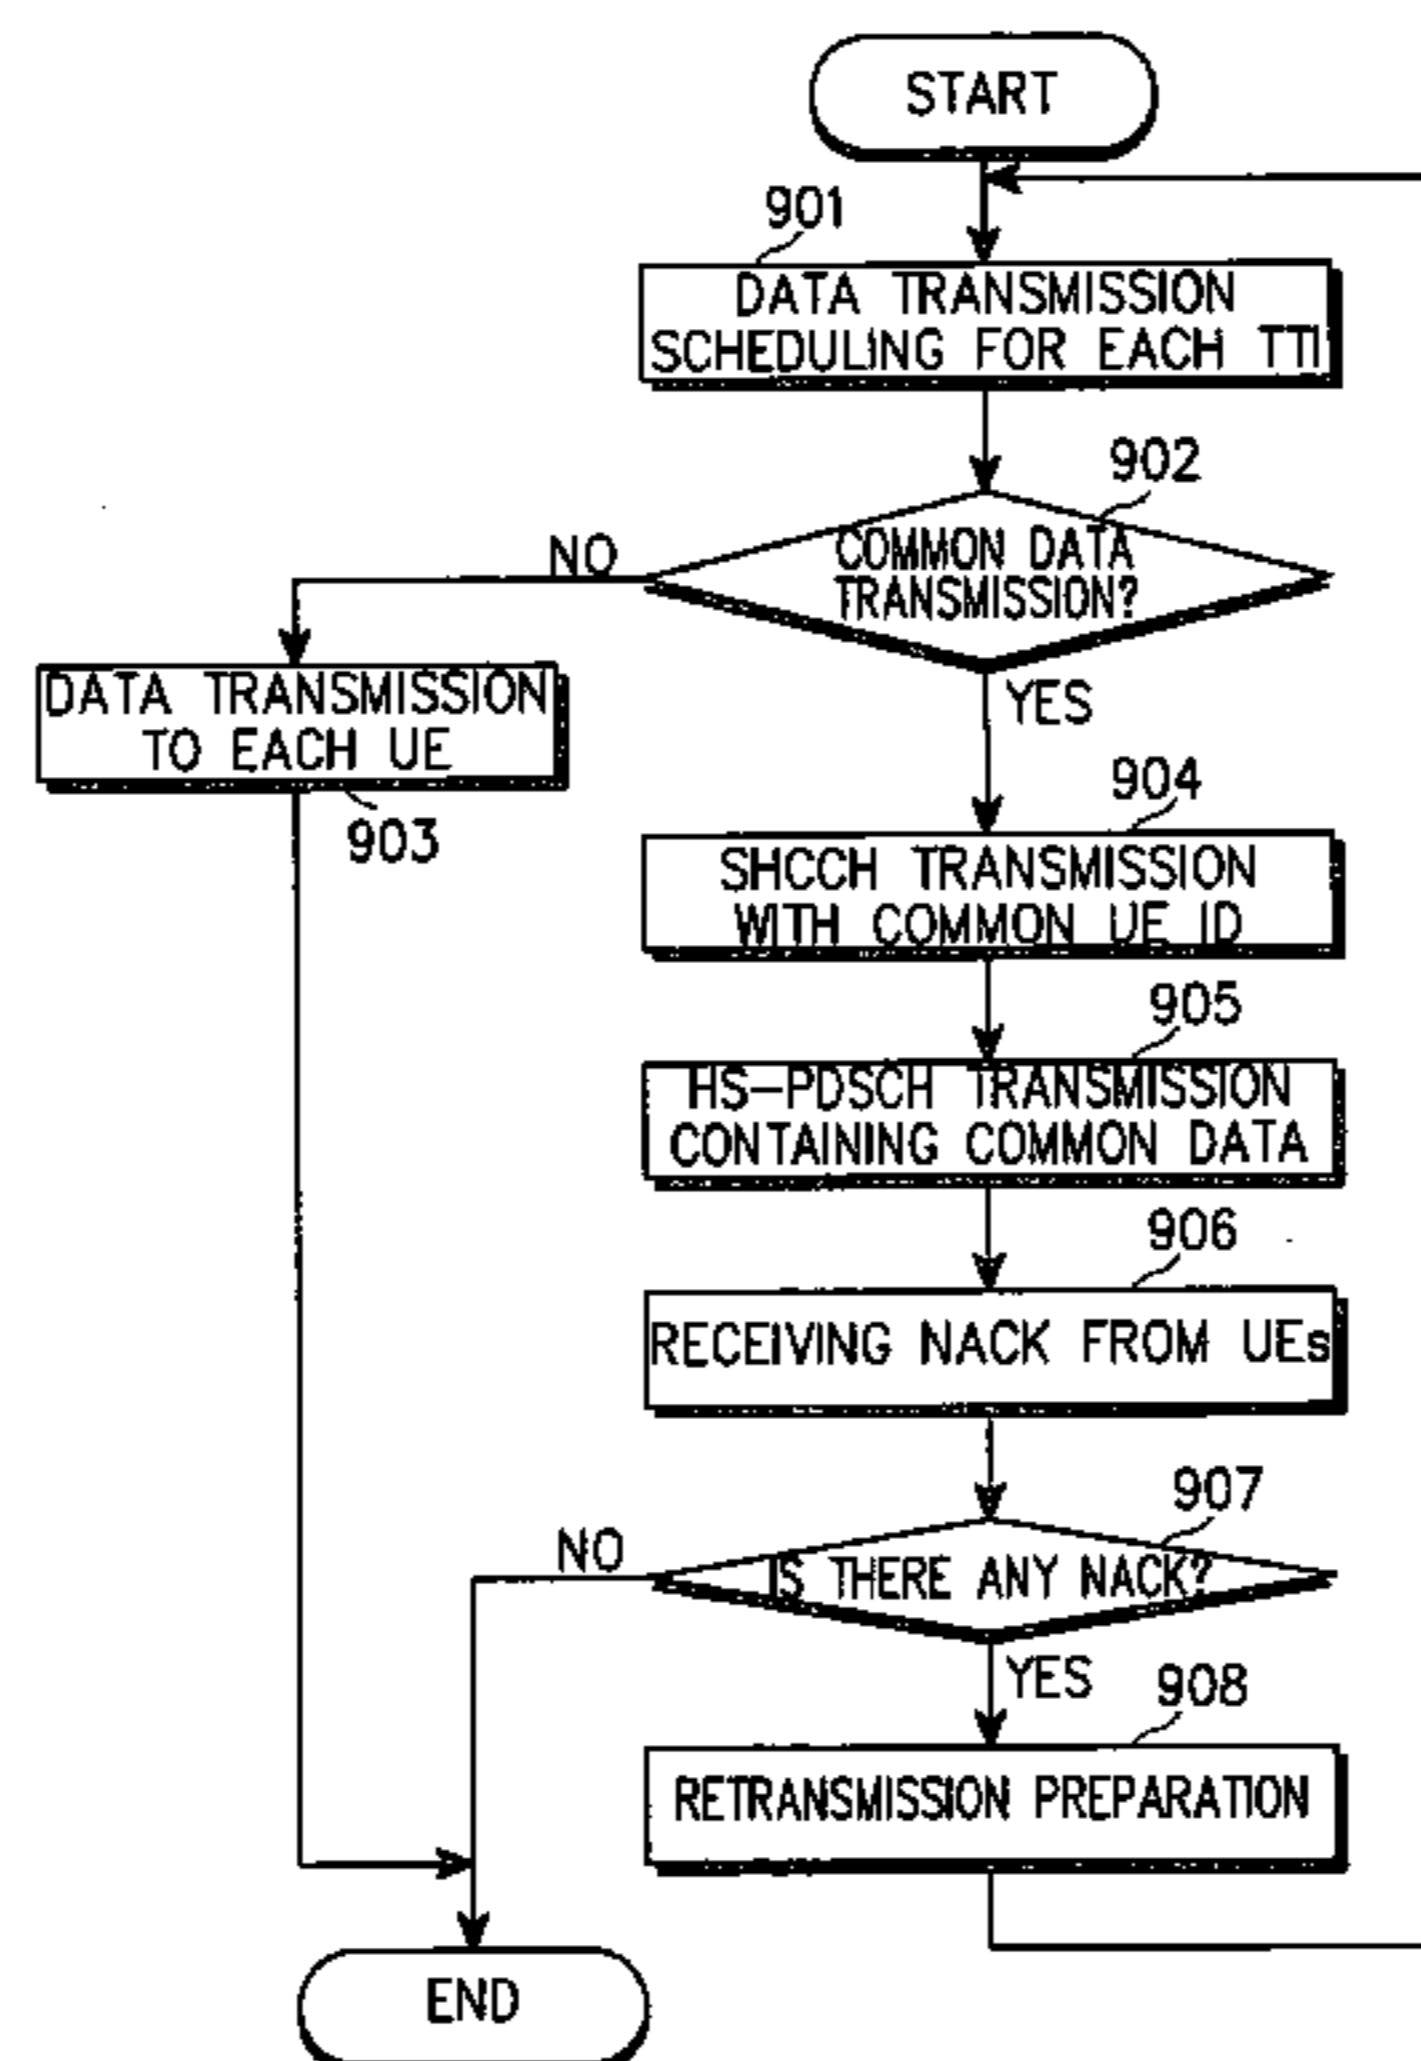 START
901
DATA TRANSMISSION
SCHEDULING FOR EACH TTI
902
COMMON DATA
TRANSMISSION?
NO
YES
DATA TRANSMISSION
TO EACH UE
903
904
SHCCH TRANSMISSION
WITH COMMON UE ID
905
HS-PDSCH TRANSMISSION
CONTAINING COMMON DATA
906
RECEIVING NACK FROM UEs
907
IS THERE ANY NACK?
NO
YES
908
RETRANSMISSION PREPARATION
END